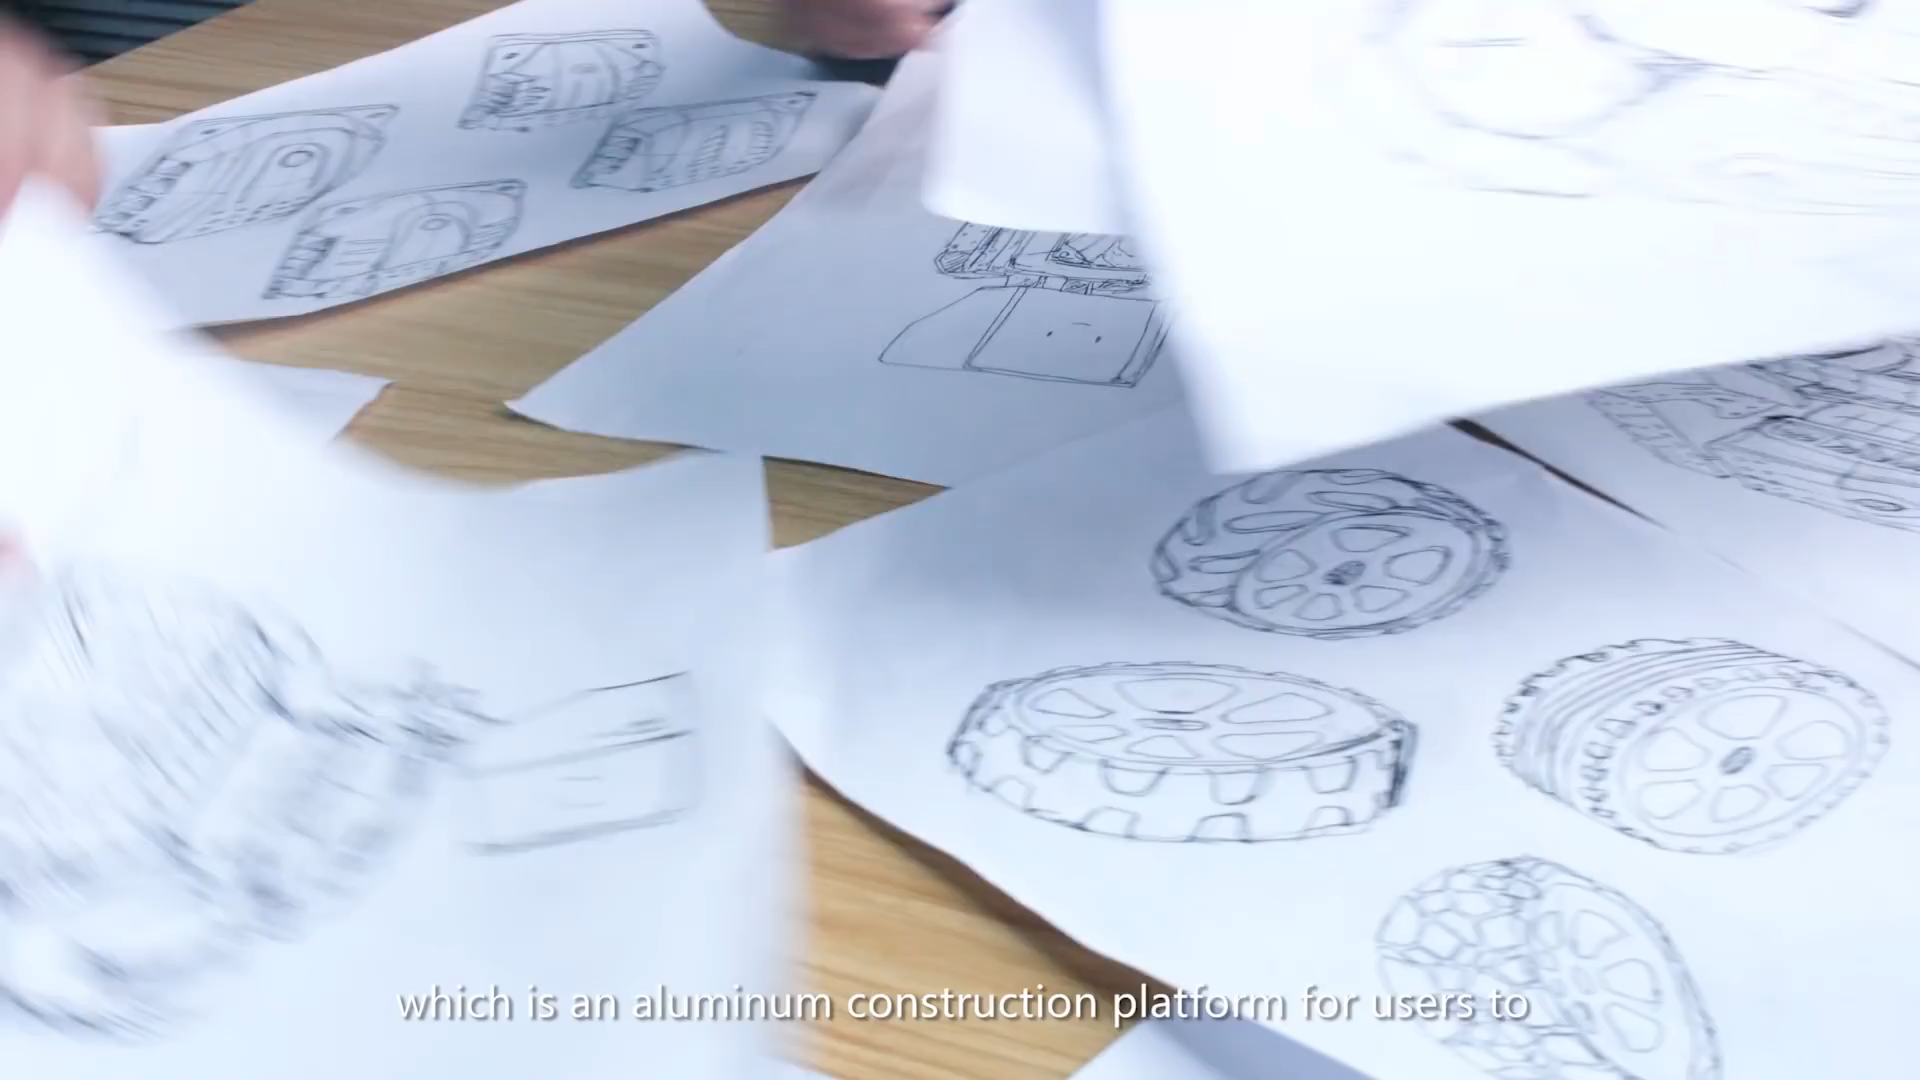 which is an aluminum construction platform for users to